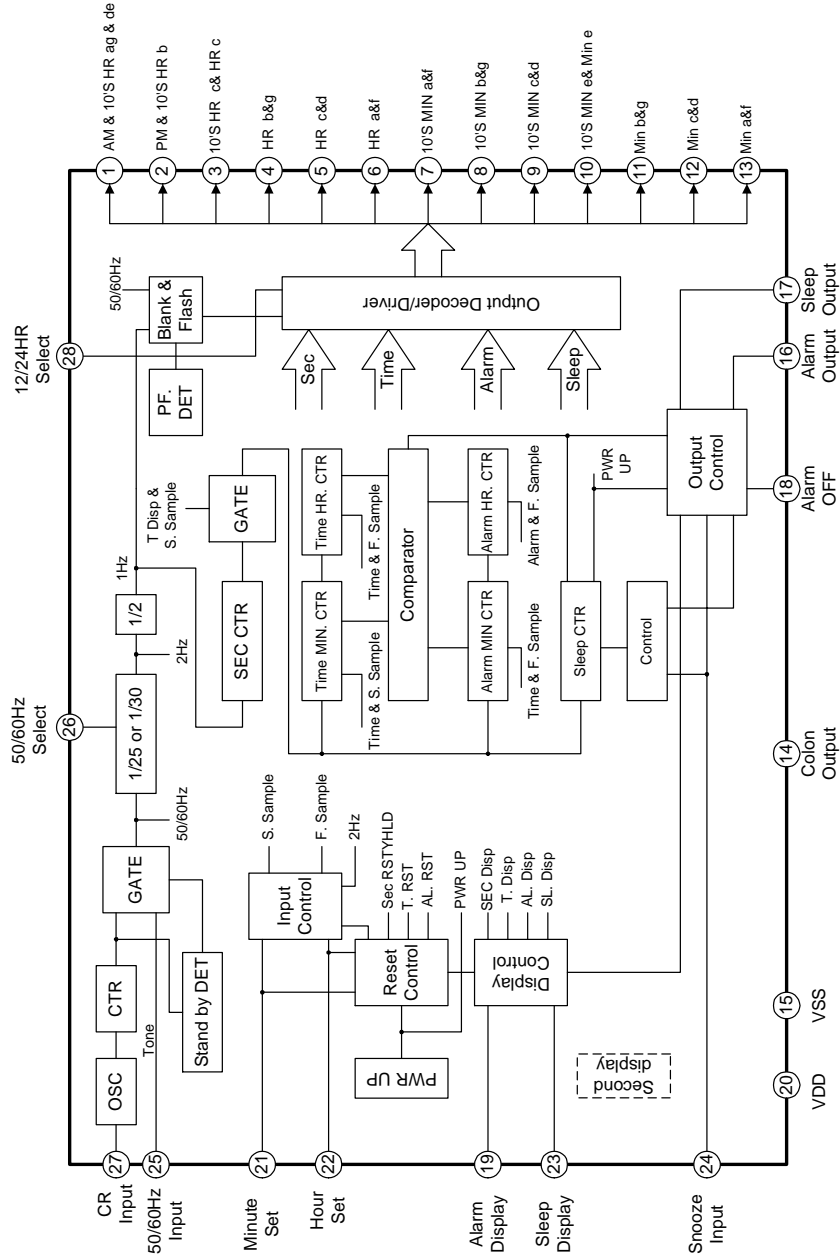 12/24HR
Select
28
50/60Hz
Select
26
CR
Input
27
50/60Hz
Input
25
Minute
Set
21
Hour
Set
22
Alarm
Display
19
Sleep
Display
23
Snooze
Input
24
OSC
CTR
Tone
Stand by DET
GATE
50/60Hz
1/25 or 1/30
2Hz
1/2
1Hz
T Disp &
S. Sample
SEC CTR
GATE
PF.
DET
Blank &
Flash
50/60Hz
Input
Control
S. Sample
F. Sample
2Hz
Reset
Control
Sec RSTYHLD
T. RST
AL. RST
PWR UP
PWR UP
Display
Control
SEC Disp
T. Disp
AL. Disp
SL. Disp
Second
display
Time MIN. CTR
Time & S. Sample
Time HR. CTR
Time & F. Sample
Comparator
Alarm MIN CTR
Time & F. Sample
Alarm HR. CTR
Alarm & F. Sample
Sleep CTR
Control
PWR
UP
Output
Control
Sec
Time
Alarm
Sleep
Output Decoder/Driver
1 AM & 10'S HR ag & de
2 PM & 10'S HR b
3 10'S HR c& HR c
4 HR b&g
5 HR c&d
6 HR a&f
7 10'S MIN a&f
8 10'S MIN b&g
9 10'S MIN c&d
10 10'S MIN e& Min e
11 Min b&g
12 Min c&d
13 Min a&f
20
VDD
15
VSS
14
Colon
Output
18
Alarm
OFF
16
Alarm
Output
17
Sleep
Output